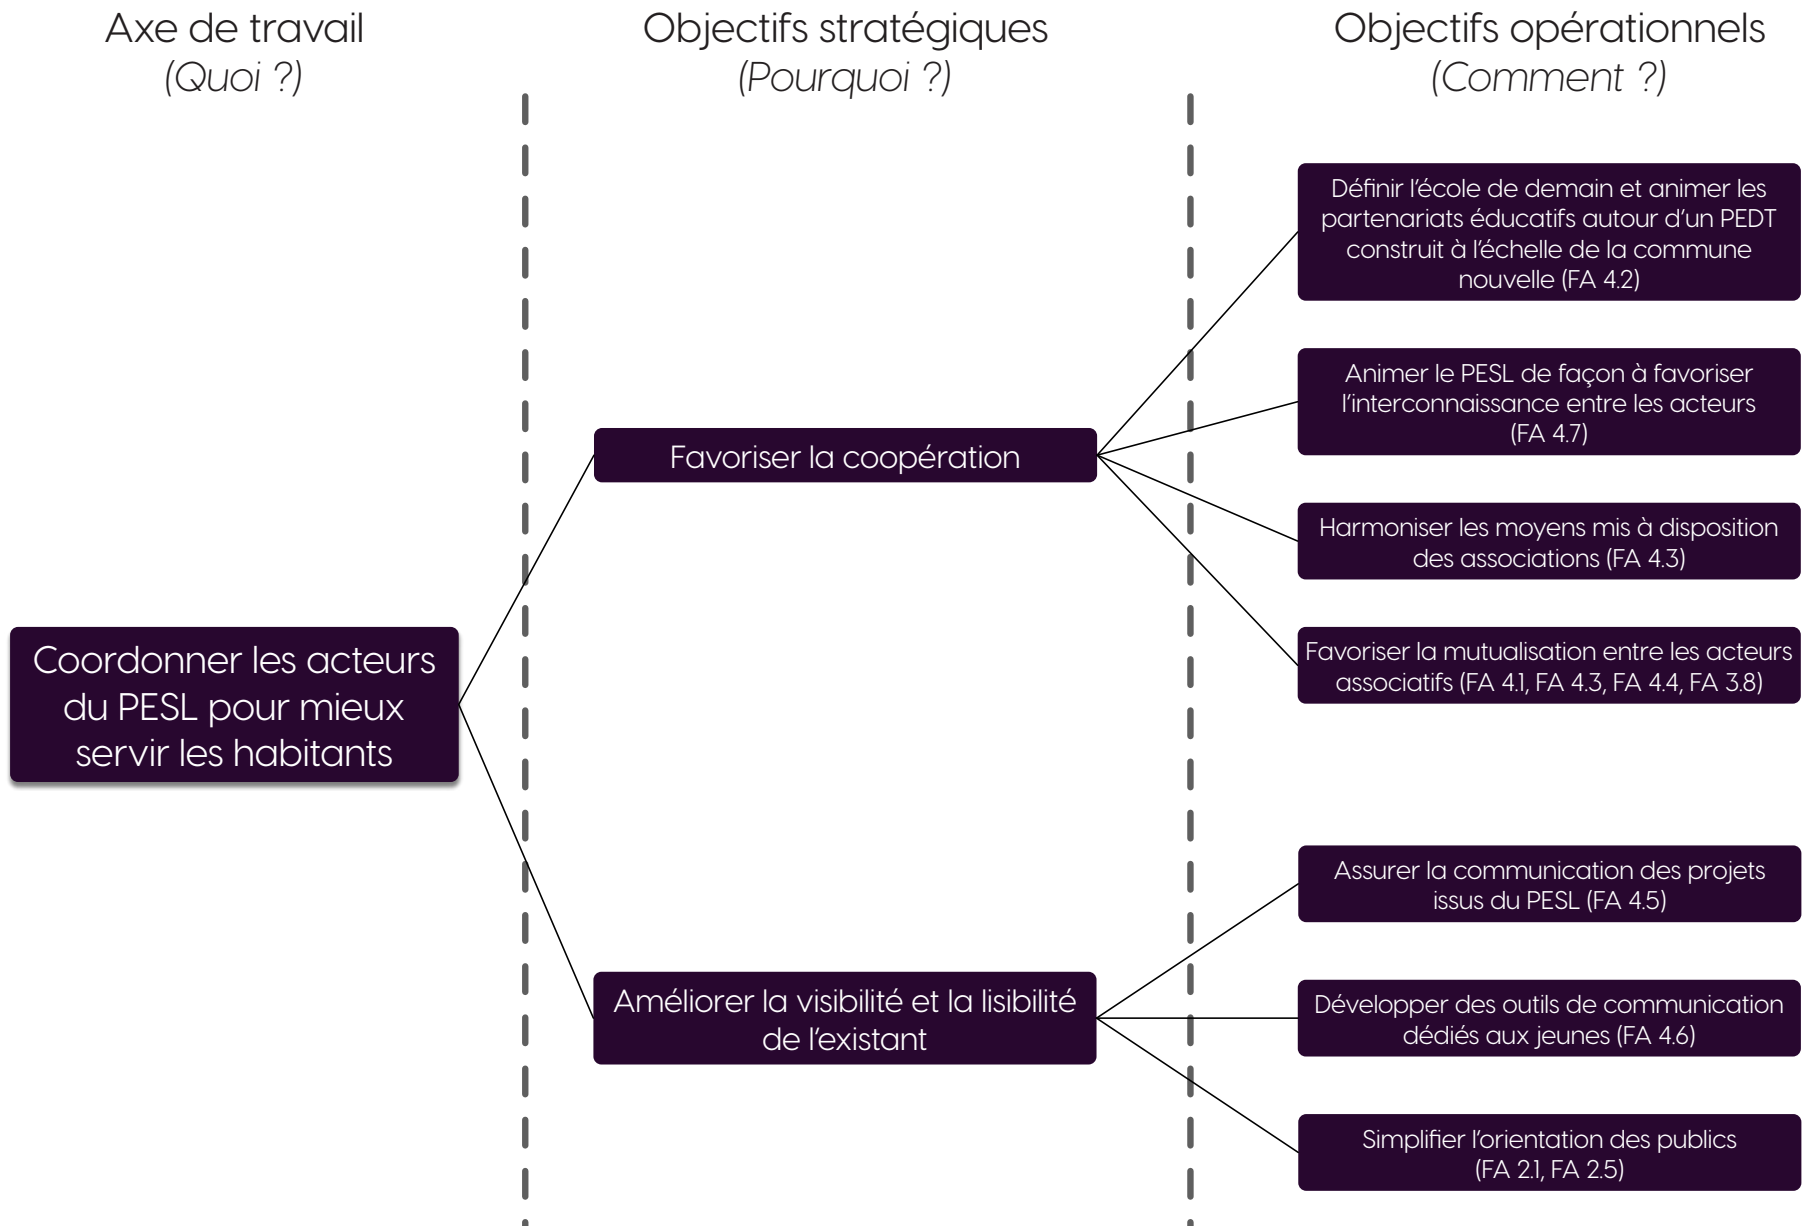 Axe de travail
(Quoi ?)
Objectifs stratégiques
(Pourquoi ?)
Objectifs opérationnels
(Comment ?)
Coordonner les acteurs
du PESL pour mieux
servir les habitants
Favoriser la coopération
Définir l'école de demain et animer les
partenariats éducatifs autour d'un PEDT
construit à l'échelle de la commune
nouvelle (FA 4.2)
Animer le PESL de façon à favoriser
l'interconnaissance entre les acteurs
(FA 4.7)
Harmoniser les moyens mis à disposition
des associations (FA 4.3)
Favoriser la mutualisation entre les acteurs
associatifs (FA 4.1, FA 4.3, FA 4.4, FA 3.8)
Améliorer la visibilité et la lisibilité
de l'existant
Assurer la communication des projets
issus du PESL (FA 4.5)
Développer des outils de communication
dédiés aux jeunes (FA 4.6)
Simplifier l'orientation des publics
(FA 2.1, FA 2.5)